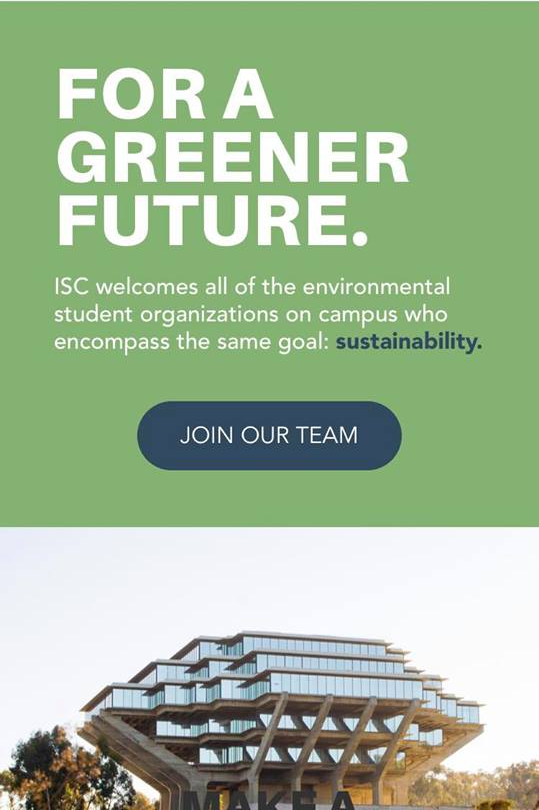 FOR A
GREENER
FUTURE.
ISC welcomes all of the environmental
student organizations on campus who
encompass the same goal: sustainability.
JOIN OUR TEAM
MAKE A